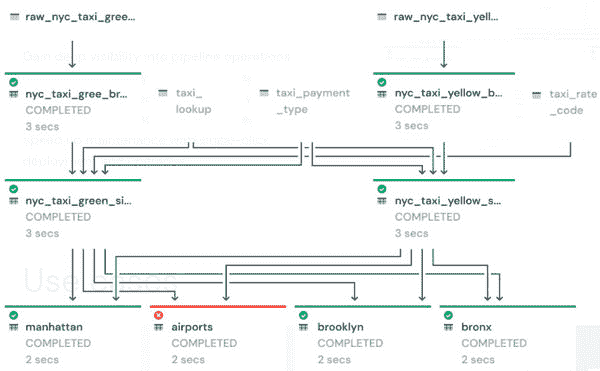 raw_nyc_taxi_gree...
raw_nyc_taxi_yell...
nyc_taxi_gree_br...
COMPLETED
3 secs
taxi_
lookup
taxi_payment
_type
nyc_taxi_yellow_b...
COMPLETED
3 secs
taxi_rate
_code
nyc_taxi_green_si...
COMPLETED
3 secs
nyc_taxi_yellow_s...
COMPLETED
3 secs
manhattan
COMPLETED
2 secs
airports
COMPLETED
2 secs
brooklyn
COMPLETED
2 secs
bronx
COMPLETED
2 secs